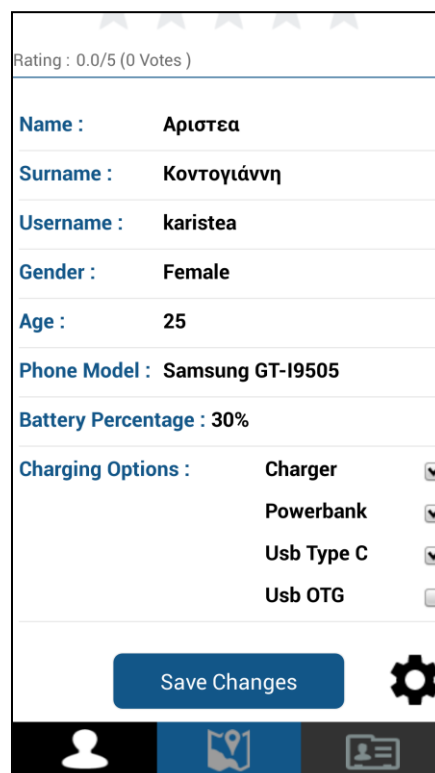 Rating : 0.0/5 (0 Votes )
Name : Αριστεα
Surname : Κοντογιάννη
Username : karistea
Gender : Female
Age : 25
Phone Model : Samsung GT-I9505
Battery Percentage : 30%
Charging Options : Charger
Powerbank
Usb Type C
Usb OTG
Save Changes